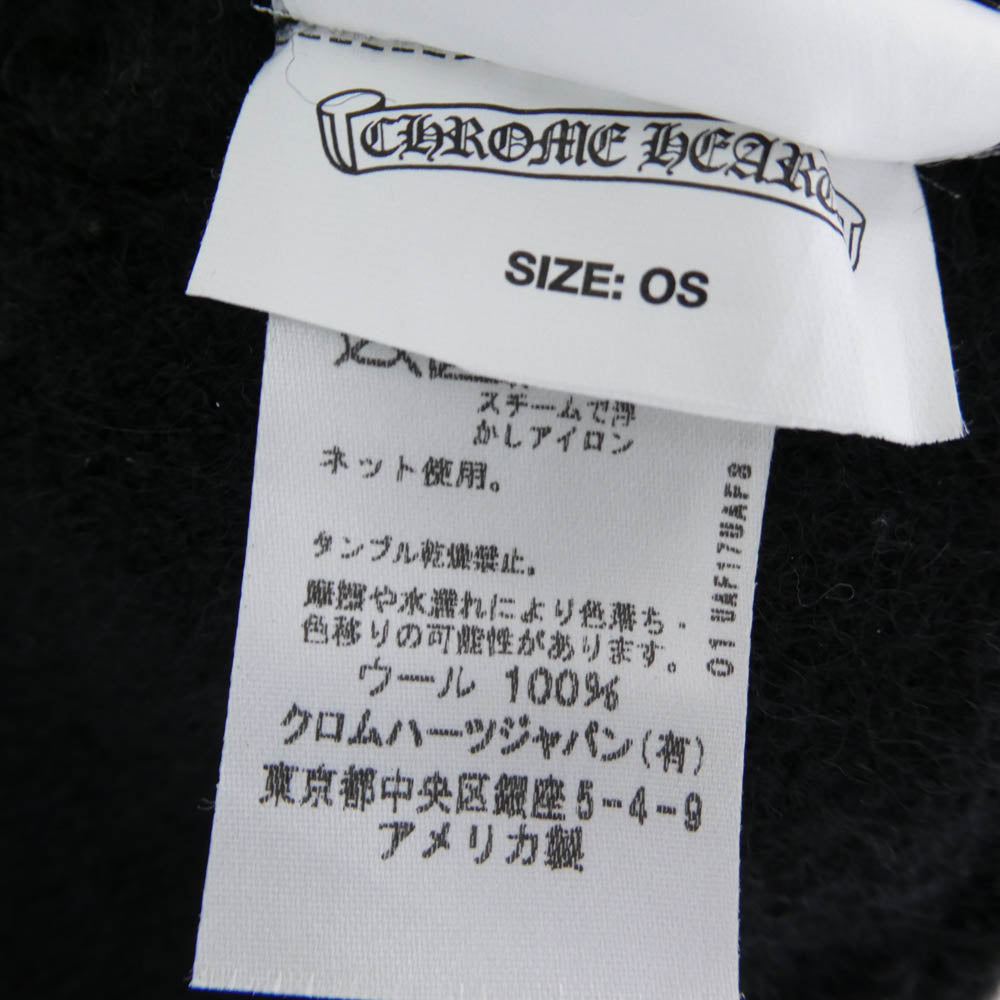 CHROME HEART
SIZE: OS
スチームで浮
かしアイロン
ネット使用。
タンブル乾燥禁止。
摩擦や水濡れにより色落ち・
色移りの可能性があります。
ウール 100%
クロムハーツジャパン(有)
東京都中央区銀座5-4-9
アメリカ製
01 UAF17UAF8